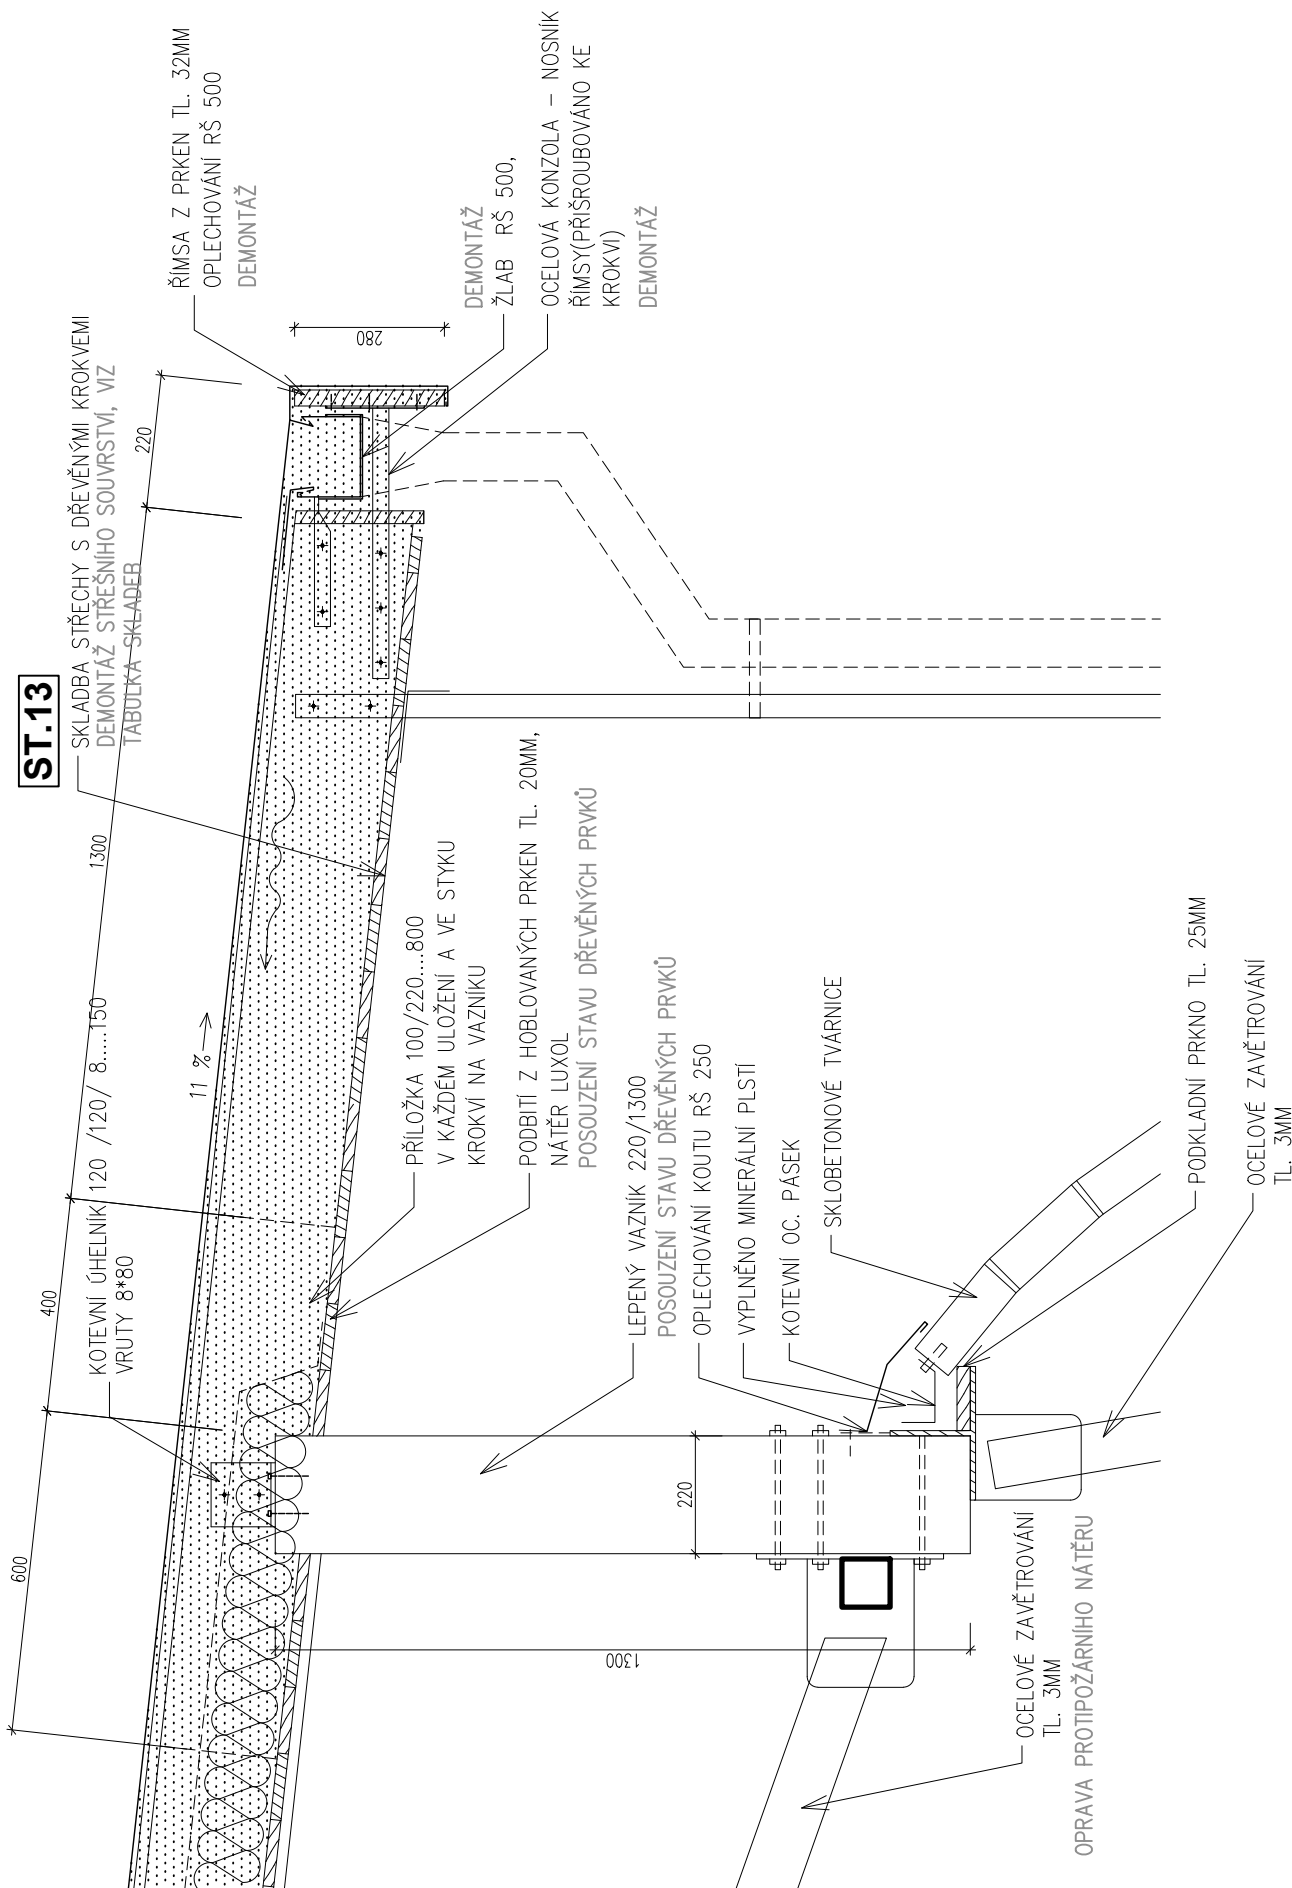 ST.13
SKLADBA STŘECHY S DŘEVĚNÝMI KROKVEMI
DEMONTÁŽ STŘEŠNÍHO SOUVRSTVÍ, VIZ
TABULKA SKLADEB
ŘÍMSA Z PRKEN TL. 32MM
OPLECHOVÁNÍ RŠ 500
DEMONTÁŽ
DEMONTÁŽ
ŽLAB RŠ 500,
OCELOVÁ KONZOLA – NOSNÍK
ŘÍMSY(PŘIŠROUBOVÁNO KE
KROKVI)
DEMONTÁŽ
600
400
1300
220
280
11 %
KOTEVNÍ ÚHELNÍK 120 /120/ 8....150
VRUTY 8*80
PŘÍLOŽKA 100/220...800
V KAŽDÉM ULOŽENÍ A VE STYKU
KROKVÍ NA VAZNÍKU
PODBITÍ Z HOBLOVANÝCH PRKEN TL. 20MM,
NÁTĚR LUXOL
POSOUZENÍ STAVU DŘEVĚNÝCH PRVKŮ
LEPENÝ VAZNÍK 220/1300
POSOUZENÍ STAVU DŘEVĚNÝCH PRVKŮ
OPLECHOVÁNÍ KOUTU RŠ 250
VYPLNĚNO MINERÁLNÍ PLSTÍ
KOTEVNÍ OC. PÁSEK
SKLOBETONOVÉ TVÁRNICE
220
1300
PODKLADNÍ PRKNO TL. 25MM
OCELOVÉ ZAVĚTROVÁNÍ
TL. 3MM
OCELOVÉ ZAVĚTROVÁNÍ
TL. 3MM
OPRAVA PROTIPOŽÁRNÍHO NÁTĚRU